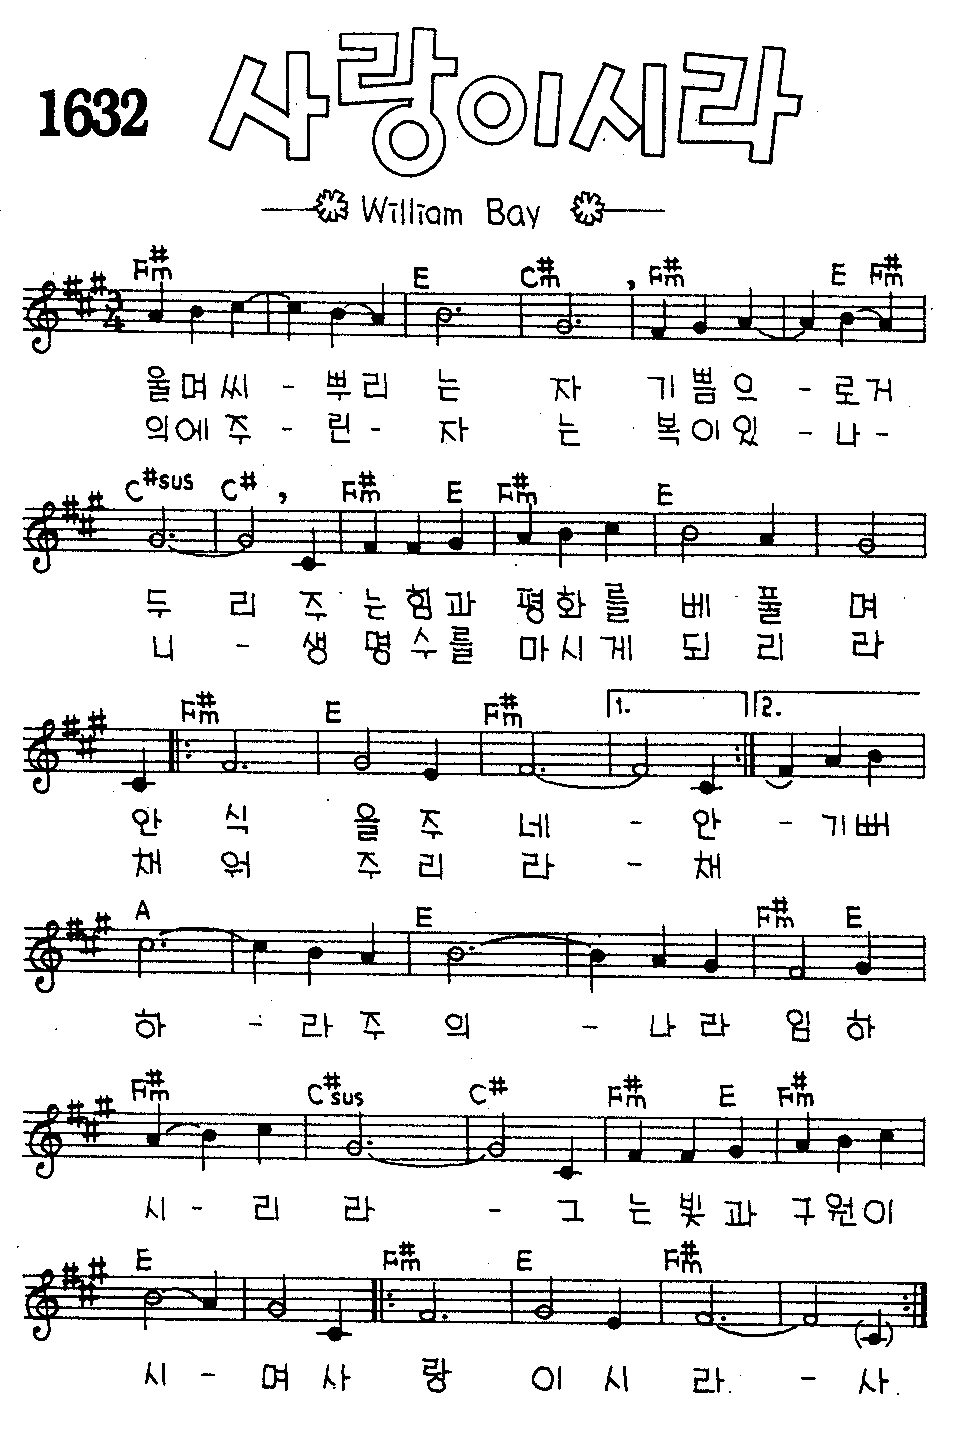 1632 사랑이시라
William Bay
F#m E C#m , F#m E F#m
3/4
울며씨 - 뿌리 는 자 기쁨으 - 로거
의에주 - 린 - 자 는 복이있 - 나 -
C#sus C# , F#m E F#m E
두 리 주 는힘과 평화를 베 풀 며
니 - 생 명수를 마시게 되 리 라
F#m E F#m 1. 2.
안 식 을 주 네 - 안 - 기뻐
채 워 주 리 라 - 채
A E F#m E
하 - 라 주 의 - 나 라 임 하
F#m C#sus C# F#m E F#m
시 - 리 라 - 그 는 빛 과 구원이
E F#m E F#m
시 - 며 사 랑 이 시 라 - 사